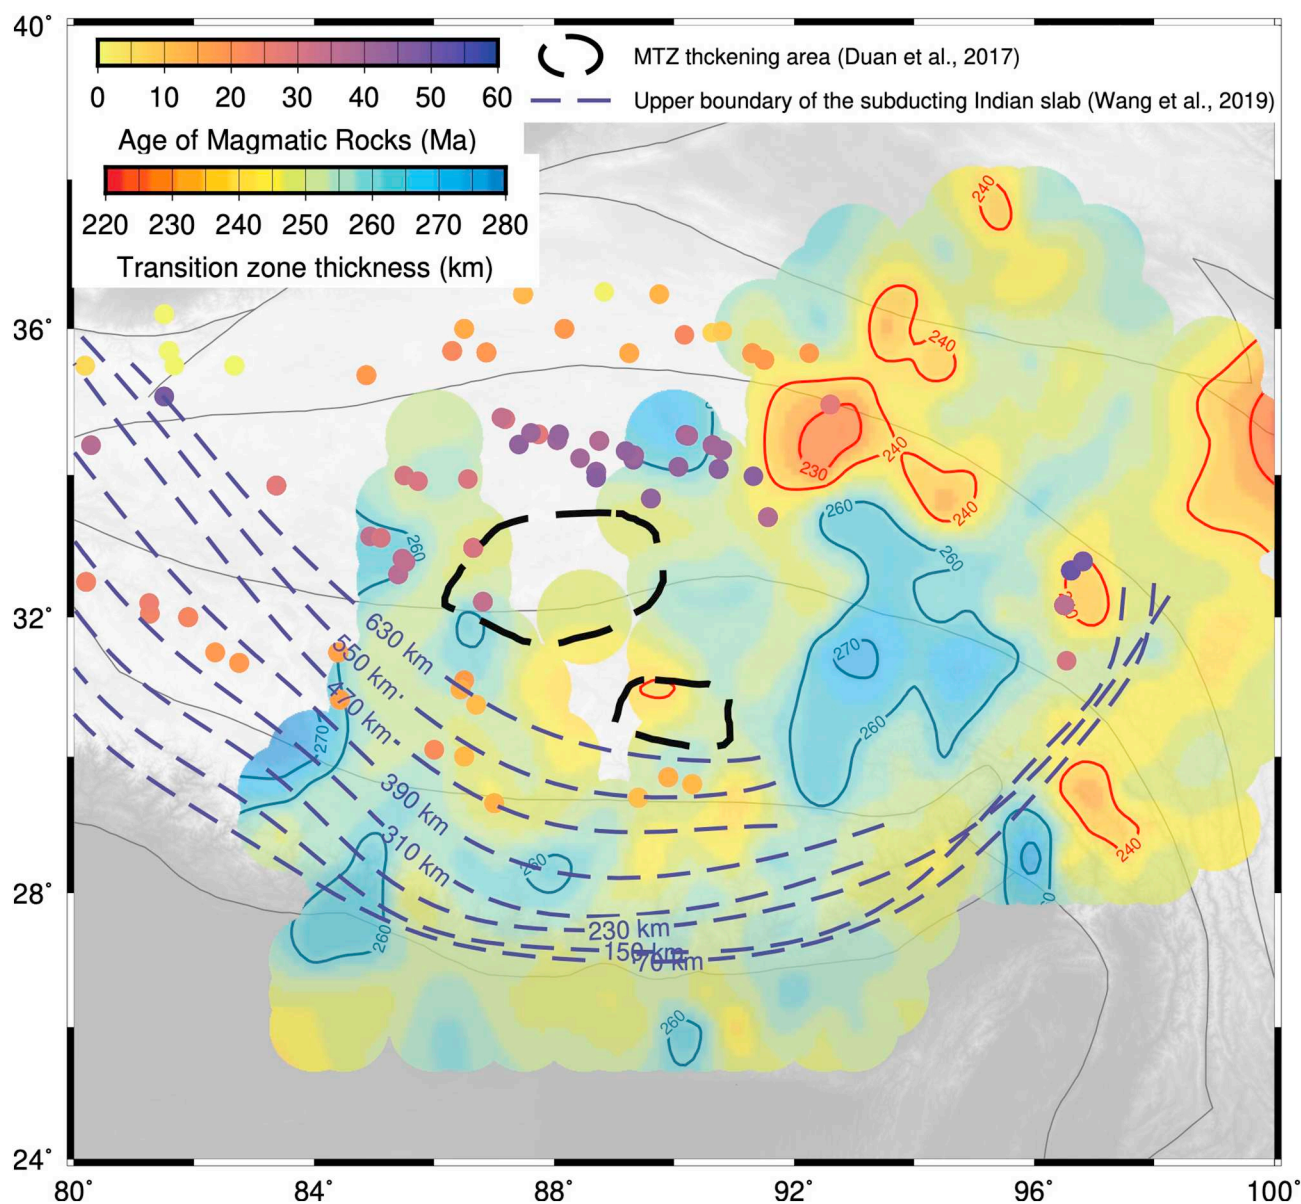 40°
0 10 20 30 40 50 60
Age of Magmatic Rocks (Ma)
220 230 240 250 260 270 280
Transition zone thickness (km)
MTZ thckening area (Duan et al., 2017)
Upper boundary of the subducting Indian slab (Wang et al., 2019)
240
36°
240
240
230
240
260
260
260
32°
630 km
550 km
470 km
270
270
260
390 km
310 km
260
240
28°
260
230 km
150 km
70 km
260
24°
80° 84° 88° 92° 96° 100°